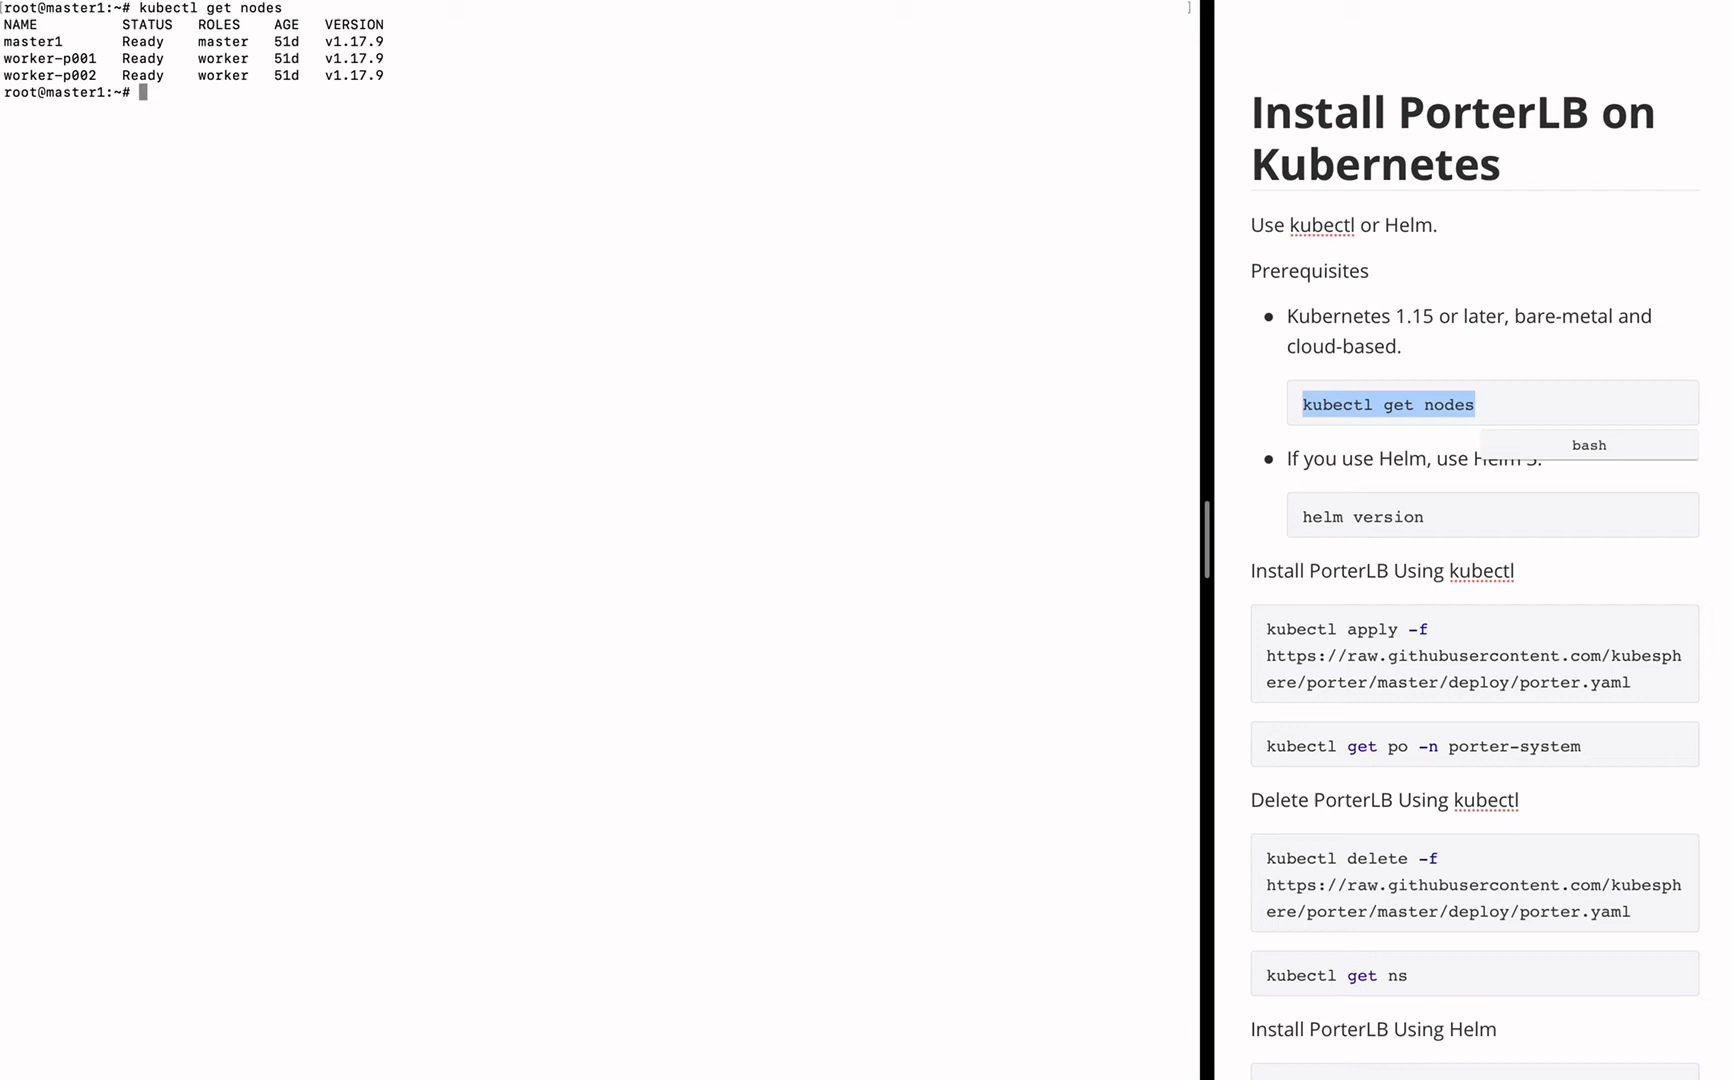 [root@master1:~# kubectl get nodes ]
NAME STATUS ROLES AGE VERSION
master1 Ready master 51d v1.17.9
worker-p001 Ready worker 51d v1.17.9
worker-p002 Ready worker 51d v1.17.9
root@master1:~#
Install PorterLB on
Kubernetes
Use kubectl or Helm.
Prerequisites
● Kubernetes 1.15 or later, bare-metal and
cloud-based.
kubectl get nodes
bash
● If you use Helm, use Helm 3.
helm version
Install PorterLB Using kubectl
kubectl apply -f
https://raw.githubusercontent.com/kubesph
ere/porter/master/deploy/porter.yaml
kubectl get po -n porter-system
Delete PorterLB Using kubectl
kubectl delete -f
https://raw.githubusercontent.com/kubesph
ere/porter/master/deploy/porter.yaml
kubectl get ns
Install PorterLB Using Helm